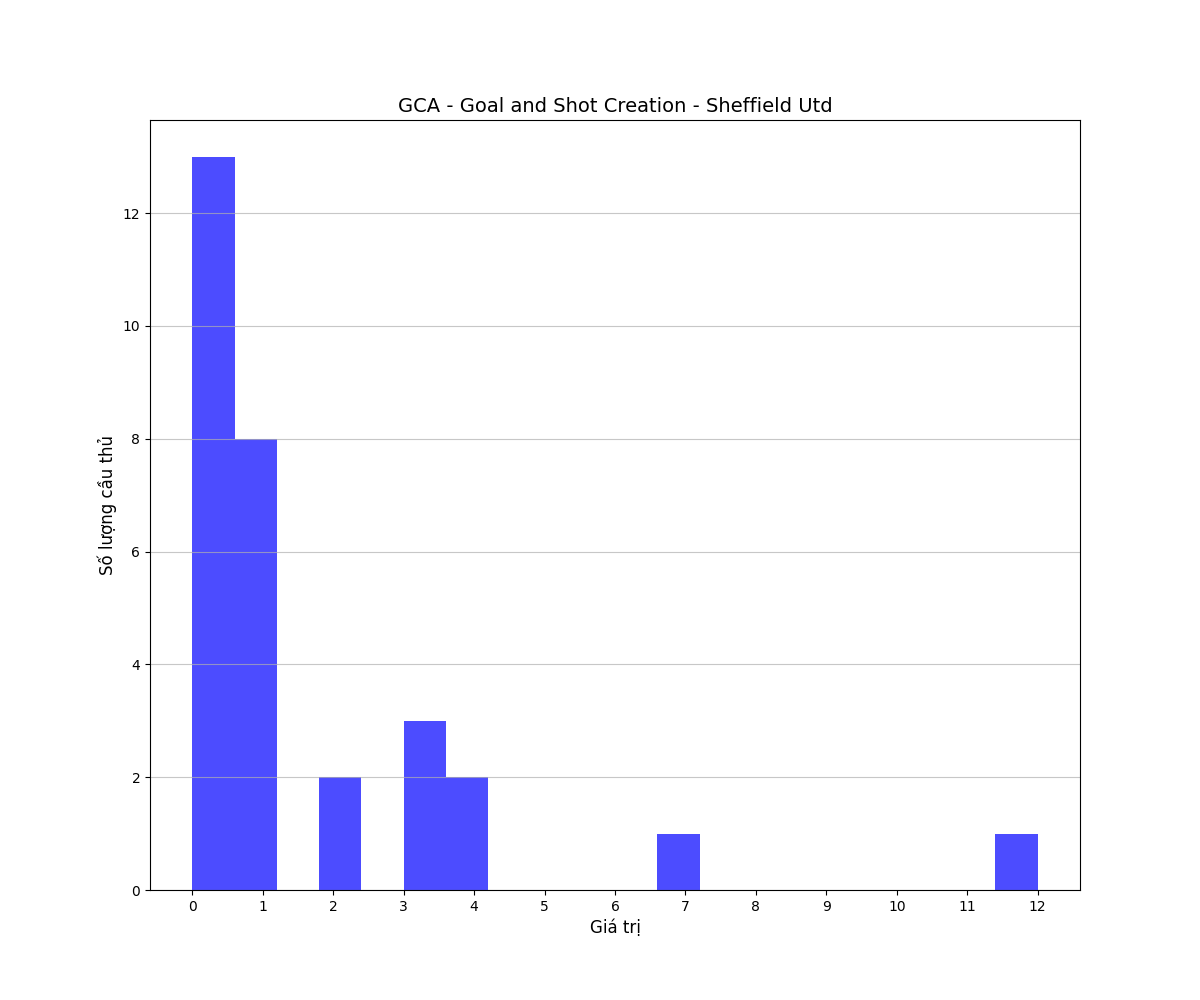 GCA - Goal and Shot Creation - Sheffield Utd
12
10
8
6
4
2
0
Số lượng cầu thủ
0 1 2 3 4 5 6 7 8 9 10 11 12
Giá trị